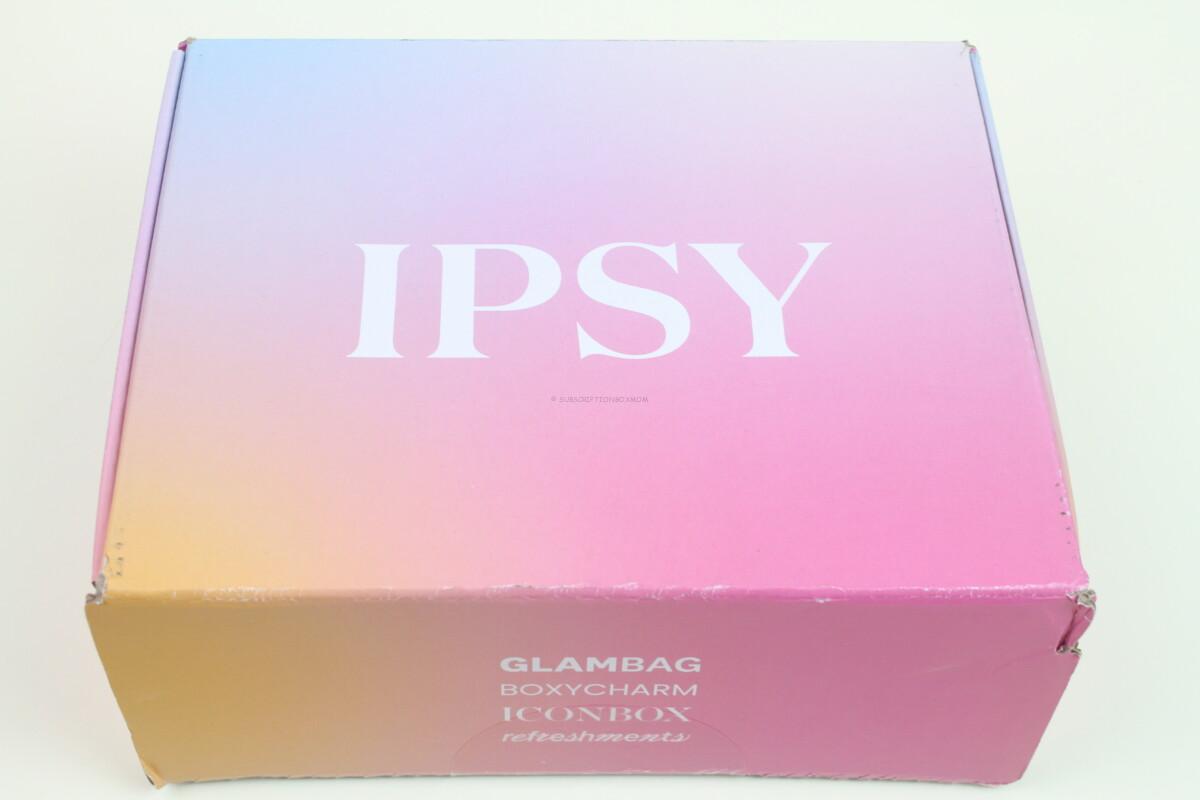 IPSY
© SUBSCRIPTIONBOXMOM
GLAMBAG
BOXYCHARM
ICONBOX
refreshments